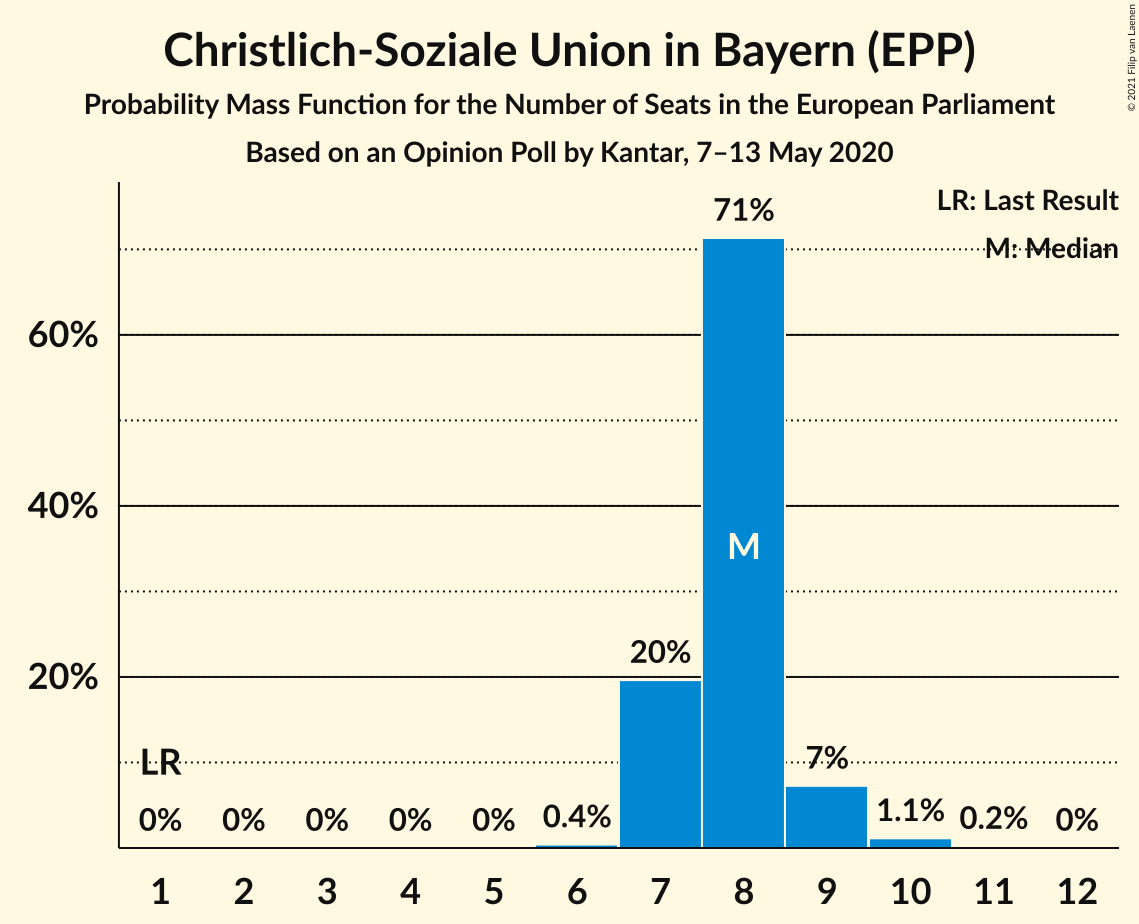 Christlich-Soziale Union in Bayern (EPP)
Probability Mass Function for the Number of Seats in the European Parliament
Based on an Opinion Poll by Kantar, 7–13 May 2020
© 2021 Filip van Laenen
LR: Last Result
M: Median
71%
60%
40%
M
20%
20%
LR
7%
0% 0% 0% 0% 0% 0.4% 1.1% 0.2% 0%
1 2 3 4 5 6 7 8 9 10 11 12